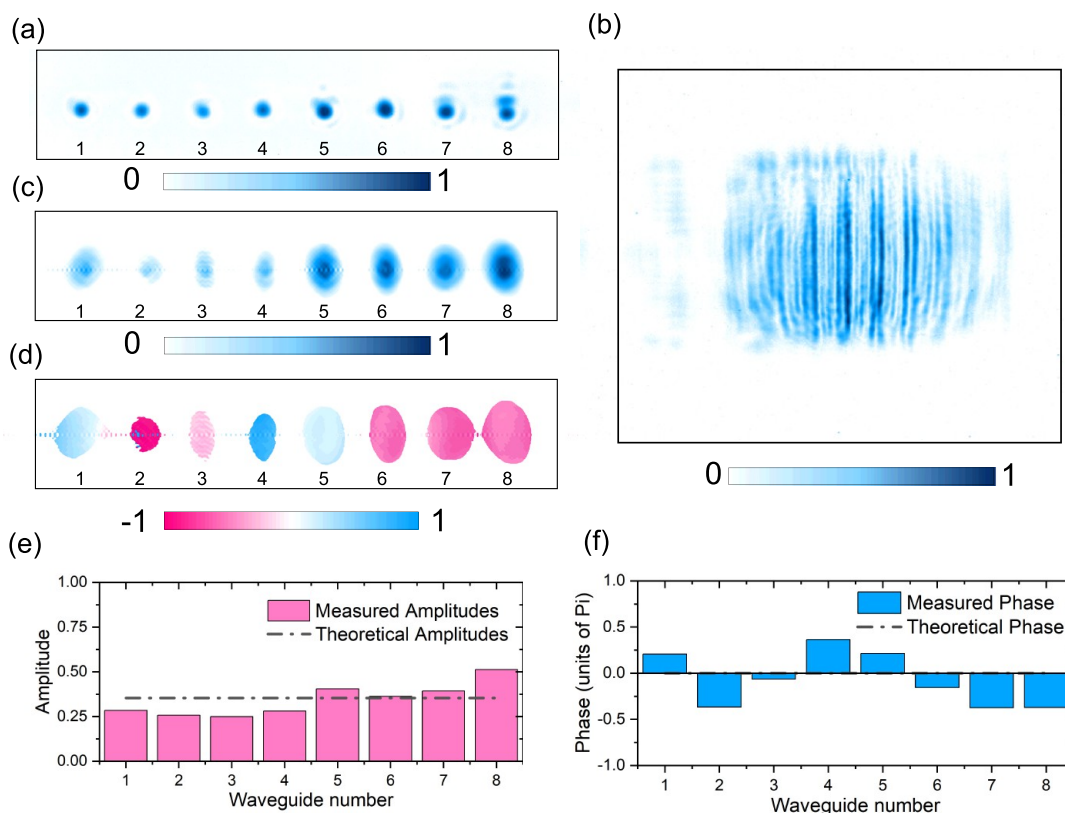 (a)
1 2 3 4 5 6 7 8
0 1
(b)
0 1
(c)
1 2 3 4 5 6 7 8
0 1
(d)
1 2 3 4 5 6 7 8
-1 1
(e)
1.00
0.75
0.50
0.25
0.00
Amplitude
Measured Amplitudes
Theoretical Amplitudes
1 2 3 4 5 6 7 8
Waveguide number
(f)
1.0
0.5
0.0
-0.5
-1.0
Phase (units of Pi)
Measured Phase
Theoretical Phase
1 2 3 4 5 6 7 8
Waveguide number